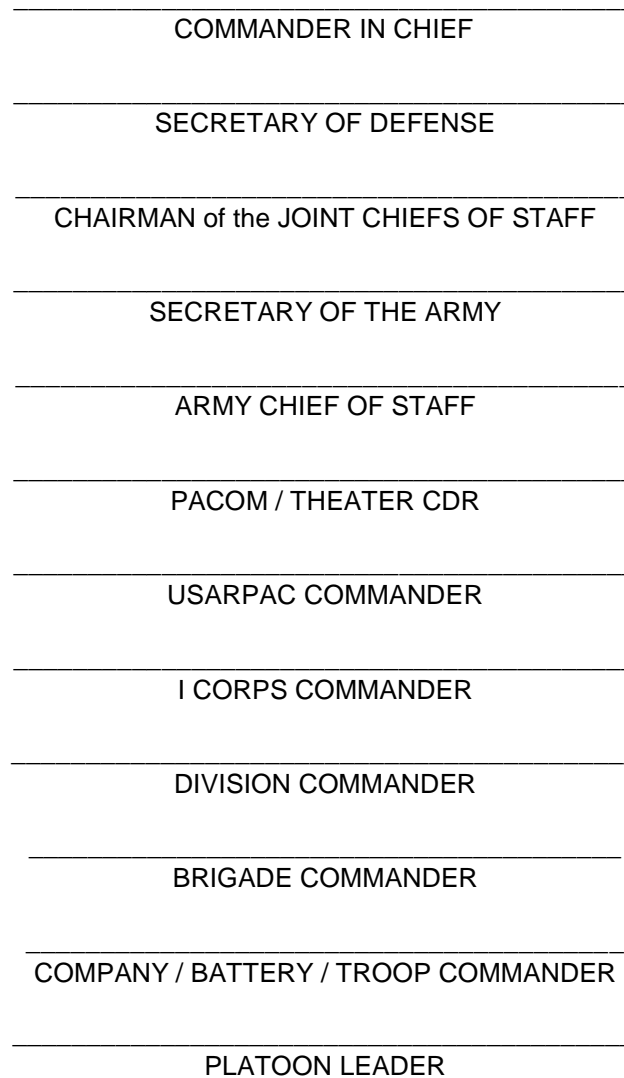 COMMANDER IN CHIEF
SECRETARY OF DEFENSE
CHAIRMAN of the JOINT CHIEFS OF STAFF
SECRETARY OF THE ARMY
ARMY CHIEF OF STAFF
PACOM / THEATER CDR
USARPAC COMMANDER
I CORPS COMMANDER
DIVISION COMMANDER
BRIGADE COMMANDER
COMPANY / BATTERY / TROOP COMMANDER
PLATOON LEADER